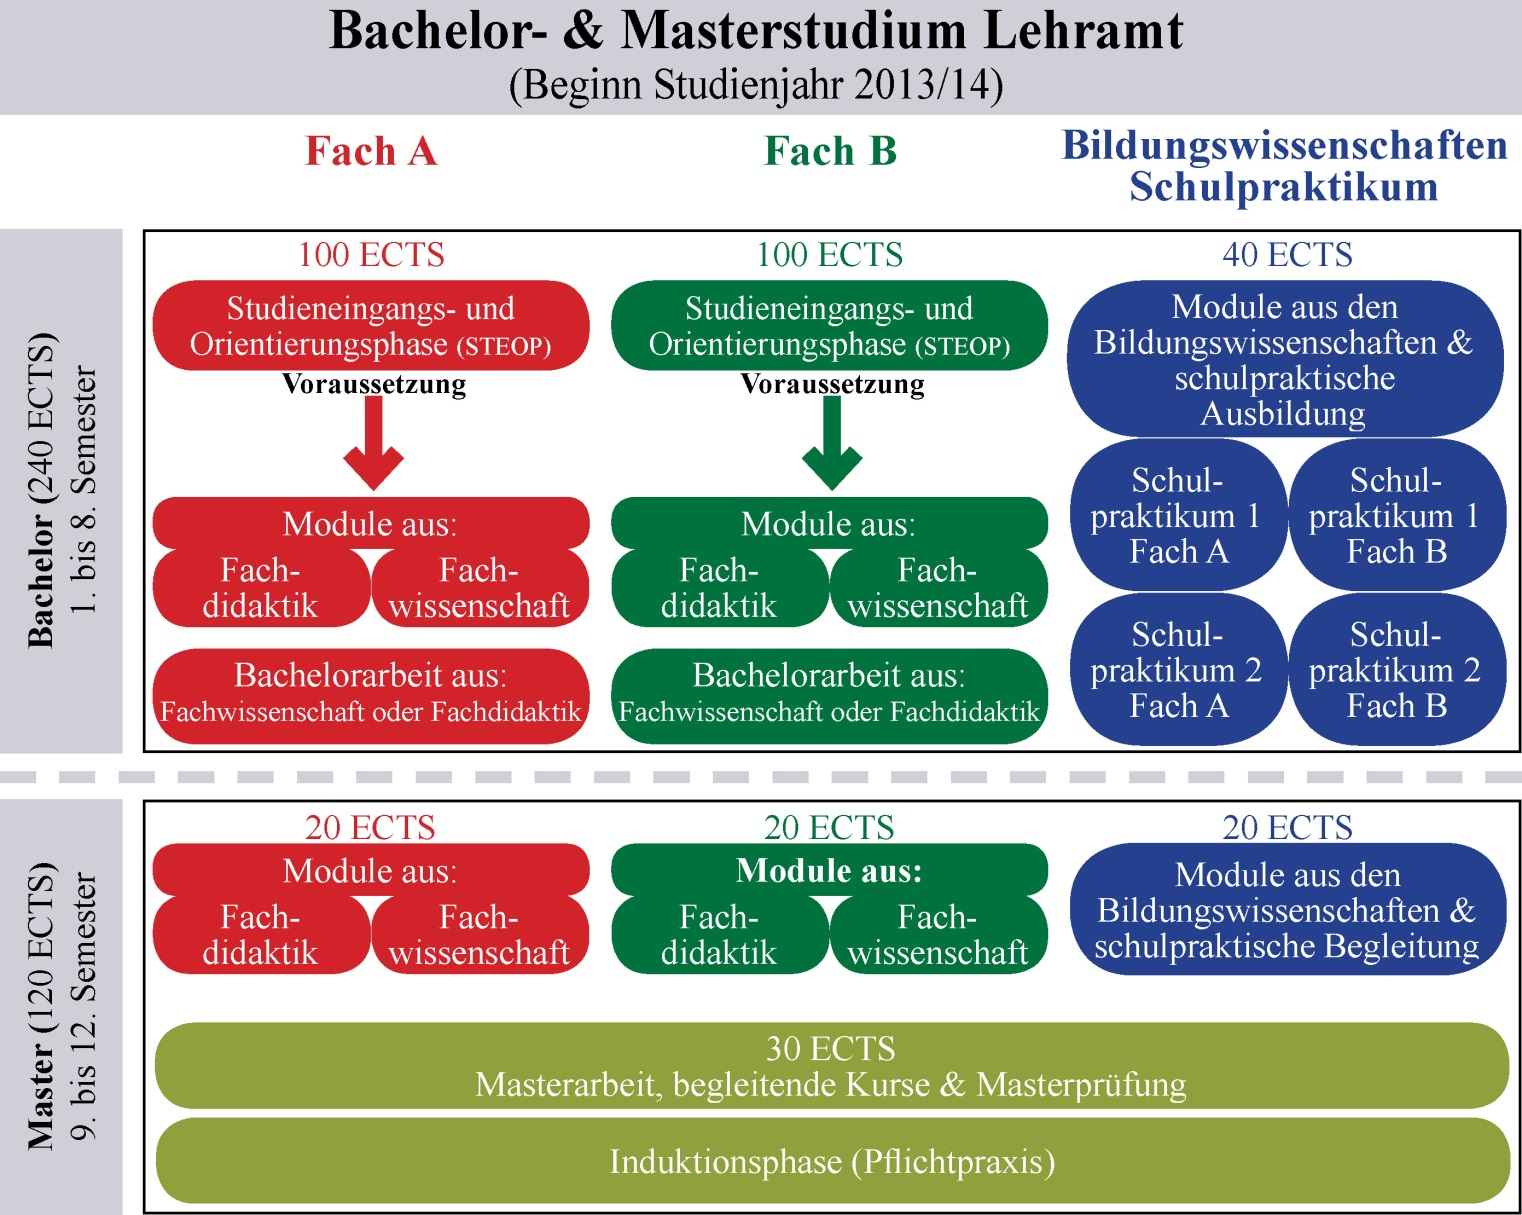 Bachelor- & Masterstudium Lehramt
(Beginn Studienjahr 2013/14)
Fach A
Fach B
Bildungswissenschaften
Schulpraktikum
Bachelor (240 ECTS)
1. bis 8. Semester
100 ECTS
Studieneingangs- und
Orientierungsphase (STEOP)
Voraussetzung
Module aus:
Fach-
didaktik
Fach-
wissenschaft
Bachelorarbeit aus:
Fachwissenschaft oder Fachdidaktik
100 ECTS
Studieneingangs- und
Orientierungsphase (STEOP)
Voraussetzung
Module aus:
Fach-
didaktik
Fach-
wissenschaft
Bachelorarbeit aus:
Fachwissenschaft oder Fachdidaktik
40 ECTS
Module aus den
Bildungswissenschaften &
schulpraktische
Ausbildung
Schul-
praktikum 1
Fach A
Schul-
praktikum 1
Fach B
Schul-
praktikum 2
Fach A
Schul-
praktikum 2
Fach B
Master (120 ECTS)
9. bis 12. Semester
20 ECTS
Module aus:
Fach-
didaktik
Fach-
wissenschaft
20 ECTS
Module aus:
Fach-
didaktik
Fach-
wissenschaft
20 ECTS
Module aus den
Bildungswissenschaften &
schulpraktische Begleitung
30 ECTS
Masterarbeit, begleitende Kurse & Masterprüfung
Induktionsphase (Pflichtpraxis)